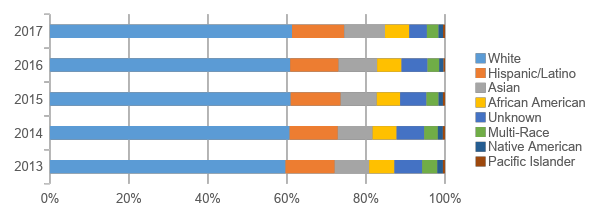 2017
2016
2015
2014
2013
0%
20%
40%
60%
80%
100%
White
Hispanic/Latino
Asian
African American
Unknown
Multi-Race
Native American
Pacific Islander